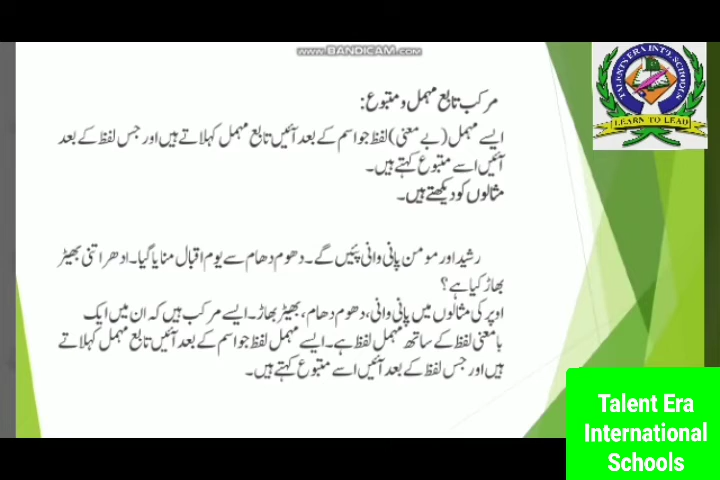 www.BANDICAM.com
TALENTS ERA INT'L SCHOOLS
LEARN TO LEAD
مرکب تابع مہمل و متبوع:
ایسے مہمل (بے معنی) لفظ جو اسم کے بعد آئیں تابع مہمل کہلاتے ہیں اور جس لفظ کے بعد
آئیں اسے متبوع کہتے ہیں۔
مثالوں کو دیکھتے ہیں۔
رشید اور مومن پانی وانی پئیں گے۔ دھوم دھام سے یوم اقبال منایا گیا۔ ادھر اتنی بھیڑ
بھاڑ کیا ہے؟
اوپر کی مثالوں میں پانی وانی، دھوم دھام، بھیڑ بھاڑ۔ ایسے مرکب ہیں کہ ان میں ایک
بامعنی لفظ کے ساتھ مہمل لفظ ہے۔ ایسے مہمل لفظ جو اسم کے بعد آئیں تابع مہمل کہلاتے
ہیں اور جس لفظ کے بعد آئیں اسے متبوع کہتے ہیں۔
Talent Era
International
Schools